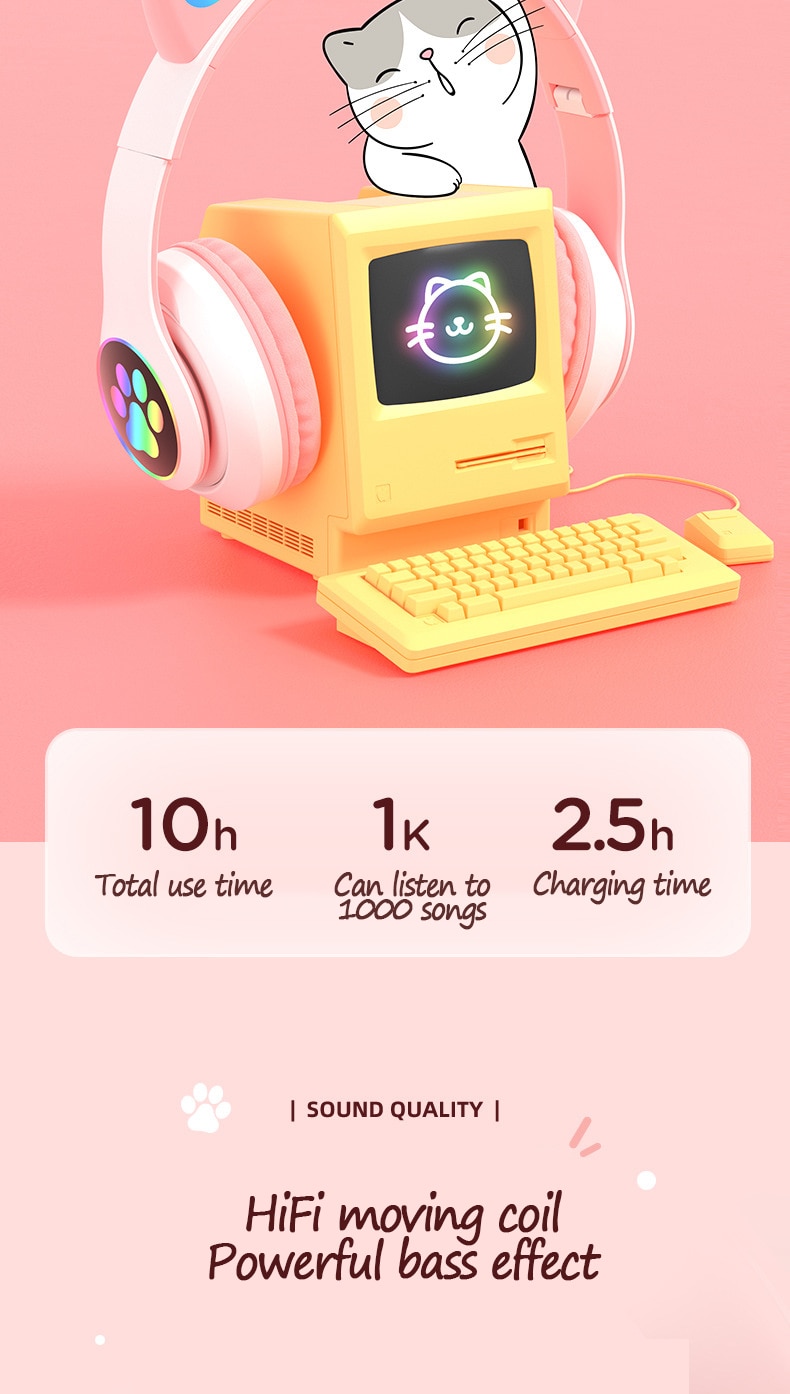 10h
Total use time
1K
Can listen to
1000 songs
2.5h
Charging time
| SOUND QUALITY |
HiFi moving coil
Powerful bass effect